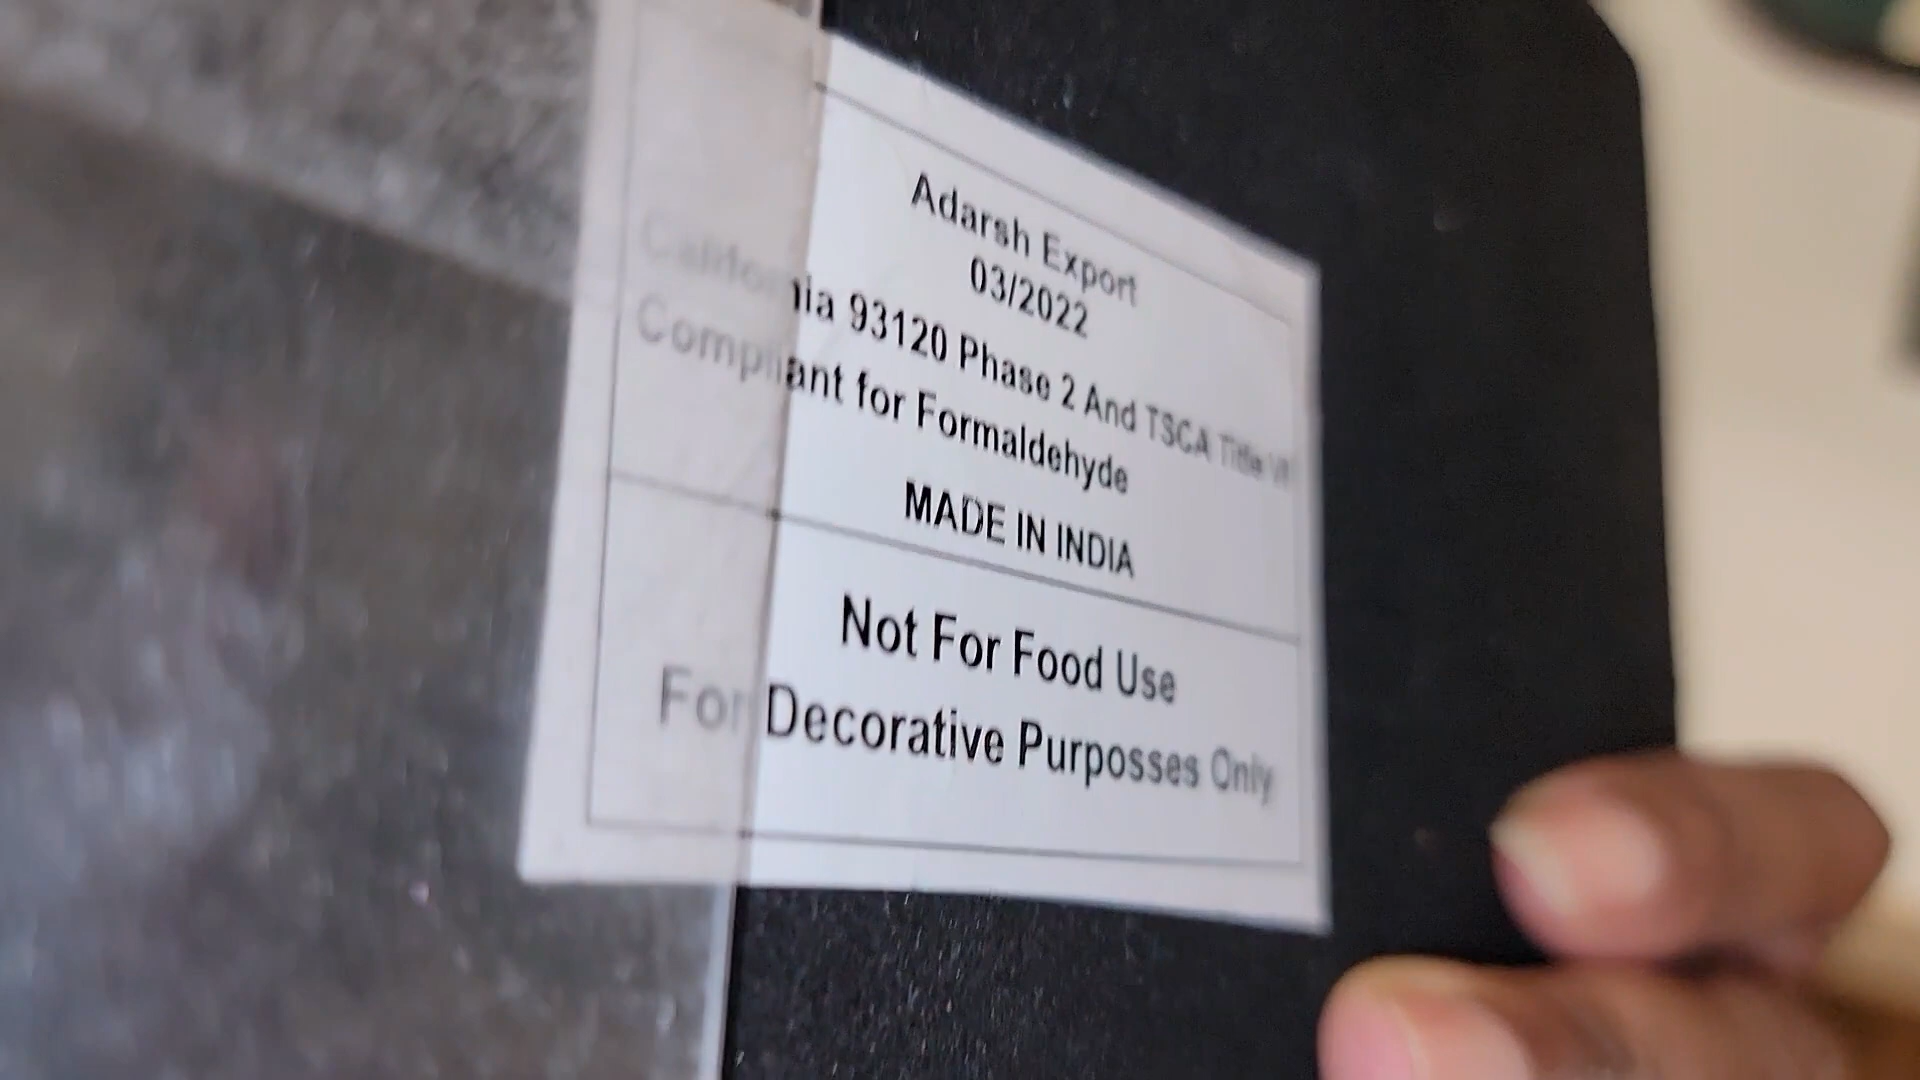 Adarsh Export
03/2022
California 93120 Phase 2 And TSCA Title VI
Compliant for Formaldehyde
MADE IN INDIA
Not For Food Use
For Decorative Purposses Only